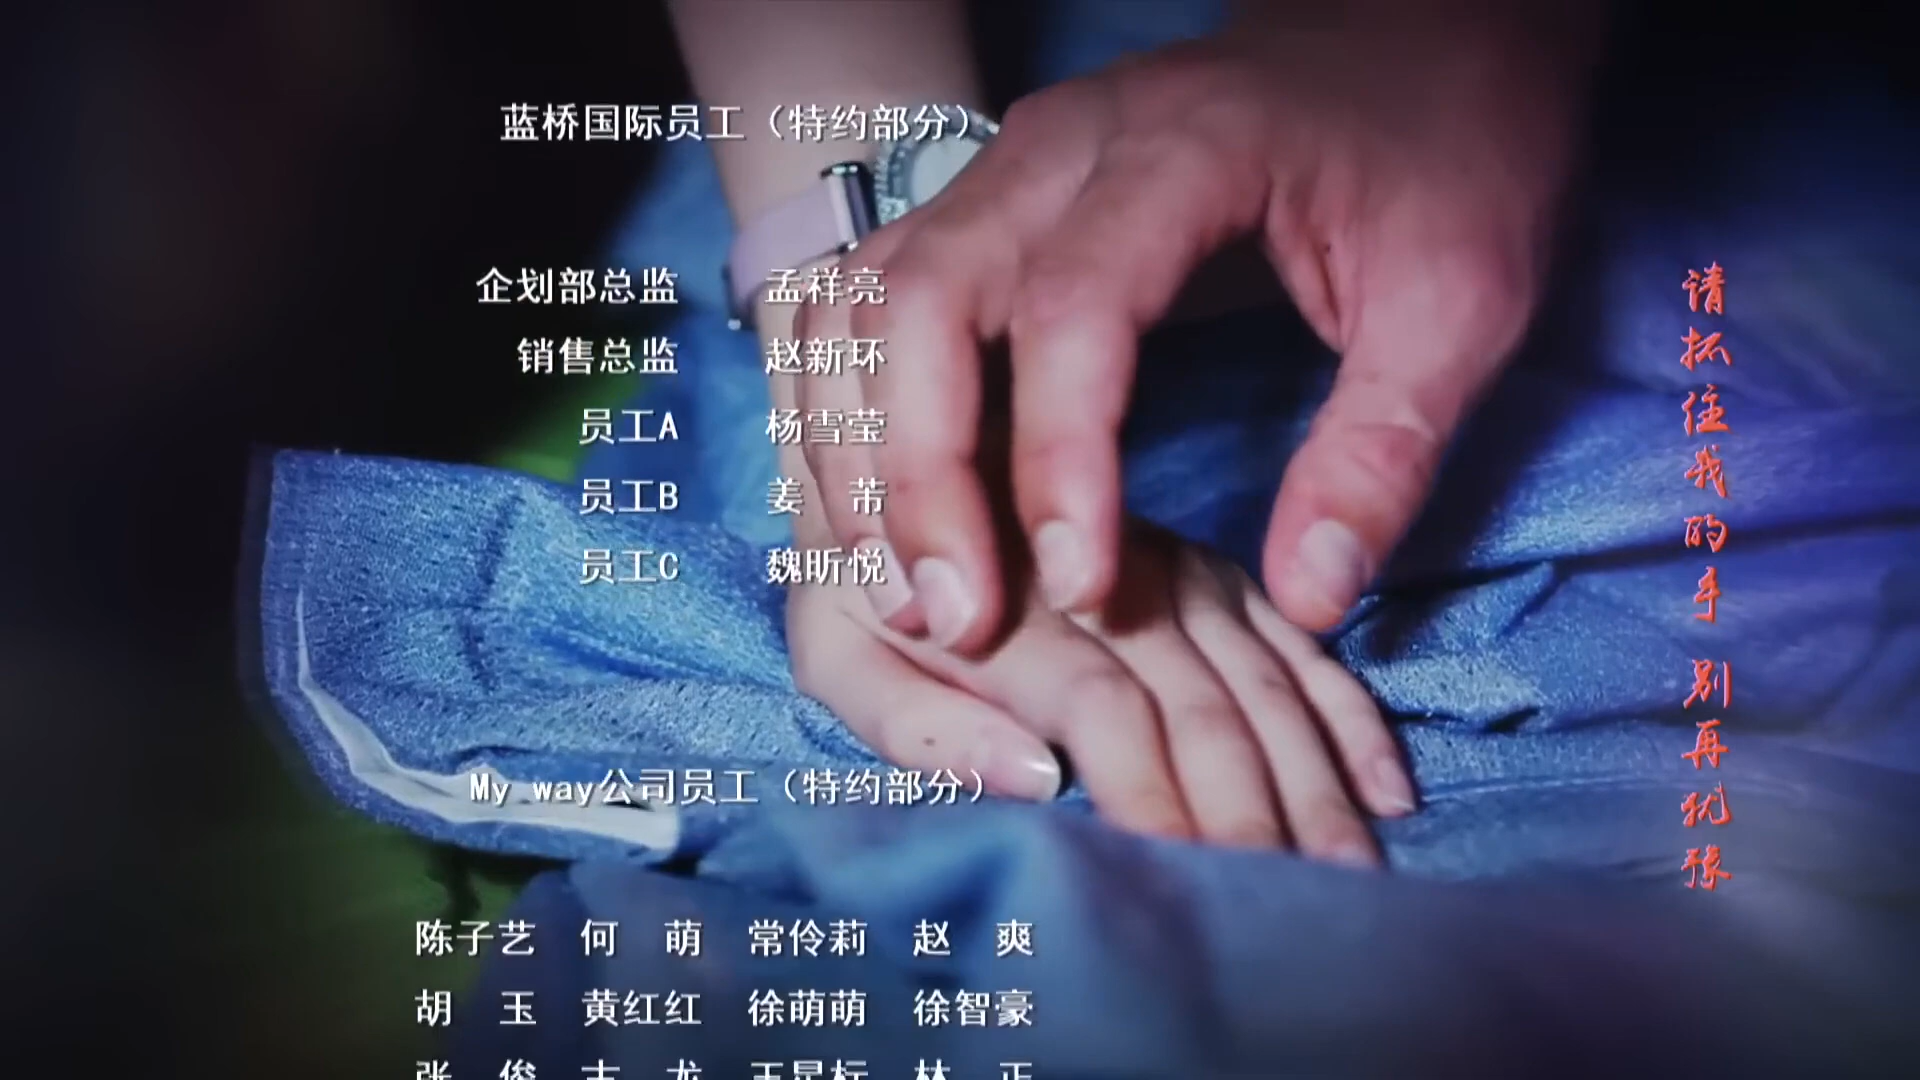 蓝桥国际员工（特约部分）
企划部总监 孟祥亮
销售总监 赵新环
员工A 杨雪莹
员工B 姜 芾
员工C 魏昕悦
My way公司员工（特约部分）
陈子艺 何 萌 常伶莉 赵 爽
胡 玉 黄红红 徐萌萌 徐智豪
请抓住我的手 别再犹豫